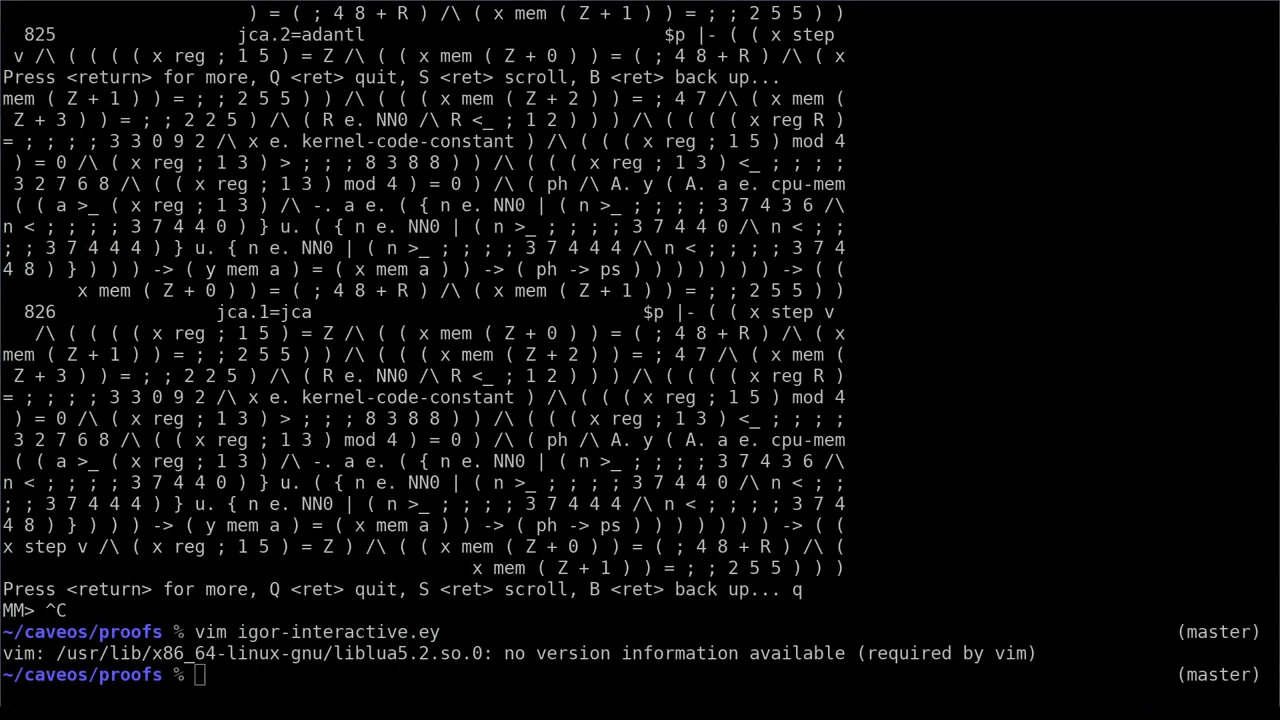 ) = ( ; 4 8 + R ) /\ ( x mem ( Z + 1 ) ) = ; ; 2 5 5 ) )
825 jca.2=adantl $p |- ( ( x step
v /\ ( ( ( ( x reg ; 1 5 ) = Z /\ ( ( x mem ( Z + 0 ) ) = ( ; 4 8 + R ) /\ ( x
Press <return> for more, Q <ret> quit, S <ret> scroll, B <ret> back up...
mem ( Z + 1 ) ) = ; ; 2 5 5 ) ) /\ ( ( ( x mem ( Z + 2 ) ) = ; 4 7 /\ ( x mem (
Z + 3 ) ) = ; ; 2 2 5 ) /\ ( R e. NN0 /\ R <_ ; 1 2 ) ) ) /\ ( ( ( ( x reg R )
= ; ; ; ; 3 3 0 9 2 /\ x e. kernel-code-constant ) /\ ( ( ( x reg ; 1 5 ) mod 4
) = 0 /\ ( x reg ; 1 3 ) > ; ; ; 8 3 8 8 ) ) /\ ( ( ( x reg ; 1 3 ) <_ ; ; ; ;
3 2 7 6 8 /\ ( ( x reg ; 1 3 ) mod 4 ) = 0 ) /\ ( ph /\ A. y ( A. a e. cpu-mem
( ( a >_ ( x reg ; 1 3 ) /\ -. a e. ( { n e. NN0 | ( n >_ ; ; ; ; 3 7 4 3 6 /\
n < ; ; ; ; 3 7 4 4 0 ) } u. ( { n e. NN0 | ( n >_ ; ; ; ; 3 7 4 4 0 /\ n < ; ;
; ; 3 7 4 4 4 ) } u. { n e. NN0 | ( n >_ ; ; ; ; 3 7 4 4 4 /\ n < ; ; ; ; 3 7 4
4 8 ) } ) ) ) -> ( y mem a ) = ( x mem a ) ) -> ( ph -> ps ) ) ) ) ) ) ) -> ( (
x mem ( Z + 0 ) ) = ( ; 4 8 + R ) /\ ( x mem ( Z + 1 ) ) = ; ; 2 5 5 ) )
826 jca.1=jca $p |- ( ( x step v
/\ ( ( ( ( x reg ; 1 5 ) = Z /\ ( ( x mem ( Z + 0 ) ) = ( ; 4 8 + R ) /\ ( x
mem ( Z + 1 ) ) = ; ; 2 5 5 ) ) /\ ( ( ( x mem ( Z + 2 ) ) = ; 4 7 /\ ( x mem (
Z + 3 ) ) = ; ; 2 2 5 ) /\ ( R e. NN0 /\ R <_ ; 1 2 ) ) ) /\ ( ( ( ( x reg R )
= ; ; ; ; 3 3 0 9 2 /\ x e. kernel-code-constant ) /\ ( ( ( x reg ; 1 5 ) mod 4
) = 0 /\ ( x reg ; 1 3 ) > ; ; ; 8 3 8 8 ) ) /\ ( ( ( x reg ; 1 3 ) <_ ; ; ; ;
3 2 7 6 8 /\ ( ( x reg ; 1 3 ) mod 4 ) = 0 ) /\ ( ph /\ A. y ( A. a e. cpu-mem
( ( a >_ ( x reg ; 1 3 ) /\ -. a e. ( { n e. NN0 | ( n >_ ; ; ; ; 3 7 4 3 6 /\
n < ; ; ; ; 3 7 4 4 0 ) } u. ( { n e. NN0 | ( n >_ ; ; ; ; 3 7 4 4 0 /\ n < ; ;
; ; 3 7 4 4 4 ) } u. { n e. NN0 | ( n >_ ; ; ; ; 3 7 4 4 4 /\ n < ; ; ; ; 3 7 4
4 8 ) } ) ) ) -> ( y mem a ) = ( x mem a ) ) -> ( ph -> ps ) ) ) ) ) ) ) -> ( (
x step v /\ ( x reg ; 1 5 ) = Z ) /\ ( ( x mem ( Z + 0 ) ) = ( ; 4 8 + R ) /\ (
x mem ( Z + 1 ) ) = ; ; 2 5 5 ) ) )
Press <return> for more, Q <ret> quit, S <ret> scroll, B <ret> back up... q
MM> ^C
~/caveos/proofs % vim igor-interactive.ey (master)
vim: /usr/lib/x86_64-linux-gnu/liblua5.2.so.0: no version information available (required by vim)
~/caveos/proofs % (master)